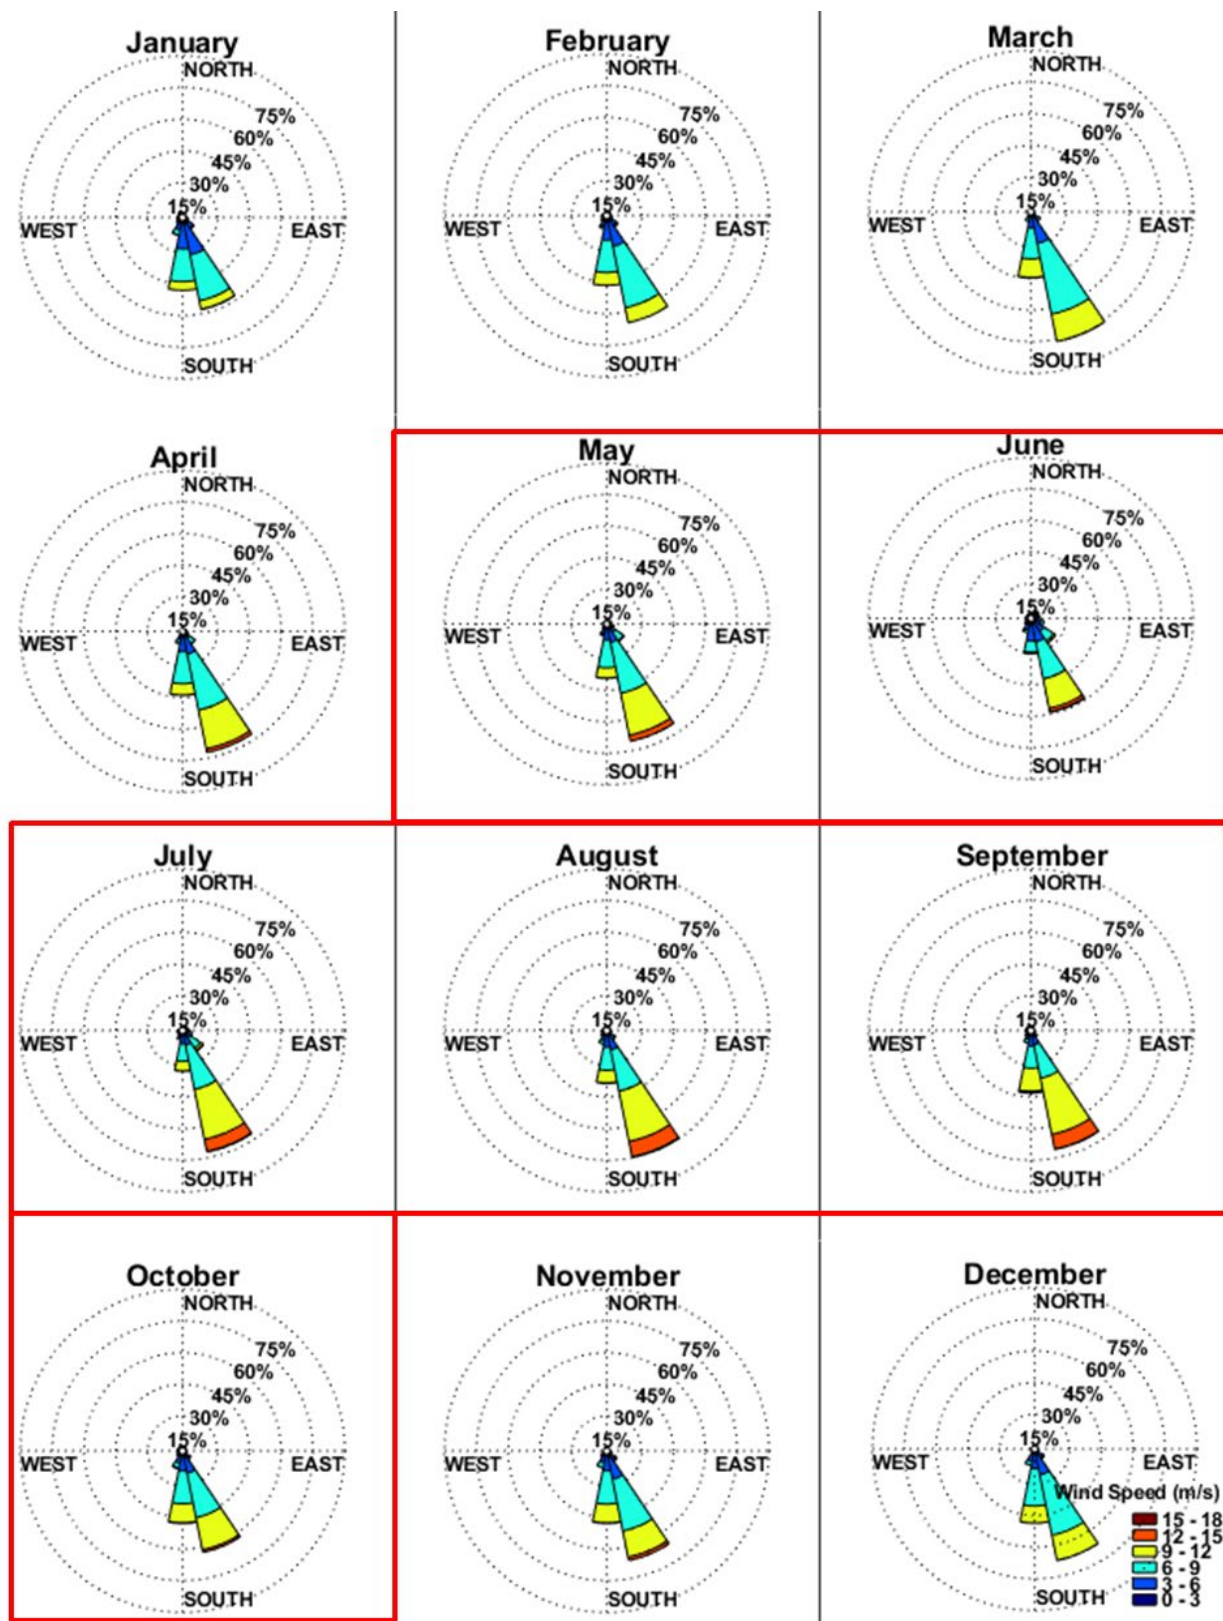 January
NORTH
75%
60%
45%
30%
15%
WEST
EAST
SOUTH
February
NORTH
75%
60%
45%
30%
15%
WEST
EAST
SOUTH
March
NORTH
75%
60%
45%
30%
15%
WEST
EAST
SOUTH
April
NORTH
75%
60%
45%
30%
15%
WEST
EAST
SOUTH
May
NORTH
75%
60%
45%
30%
15%
WEST
EAST
SOUTH
June
NORTH
75%
60%
45%
30%
15%
WEST
EAST
SOUTH
July
NORTH
75%
60%
45%
30%
15%
WEST
EAST
SOUTH
August
NORTH
75%
60%
45%
30%
15%
WEST
EAST
SOUTH
September
NORTH
75%
60%
45%
30%
15%
WEST
EAST
SOUTH
October
NORTH
75%
60%
45%
30%
15%
WEST
EAST
SOUTH
November
NORTH
75%
60%
45%
30%
15%
WEST
EAST
SOUTH
December
NORTH
75%
60%
45%
30%
15%
WEST
EAST
SOUTH
Wind Speed (m/s)
15 - 18
12 - 15
9 - 12
6 - 9
3 - 6
0 - 3